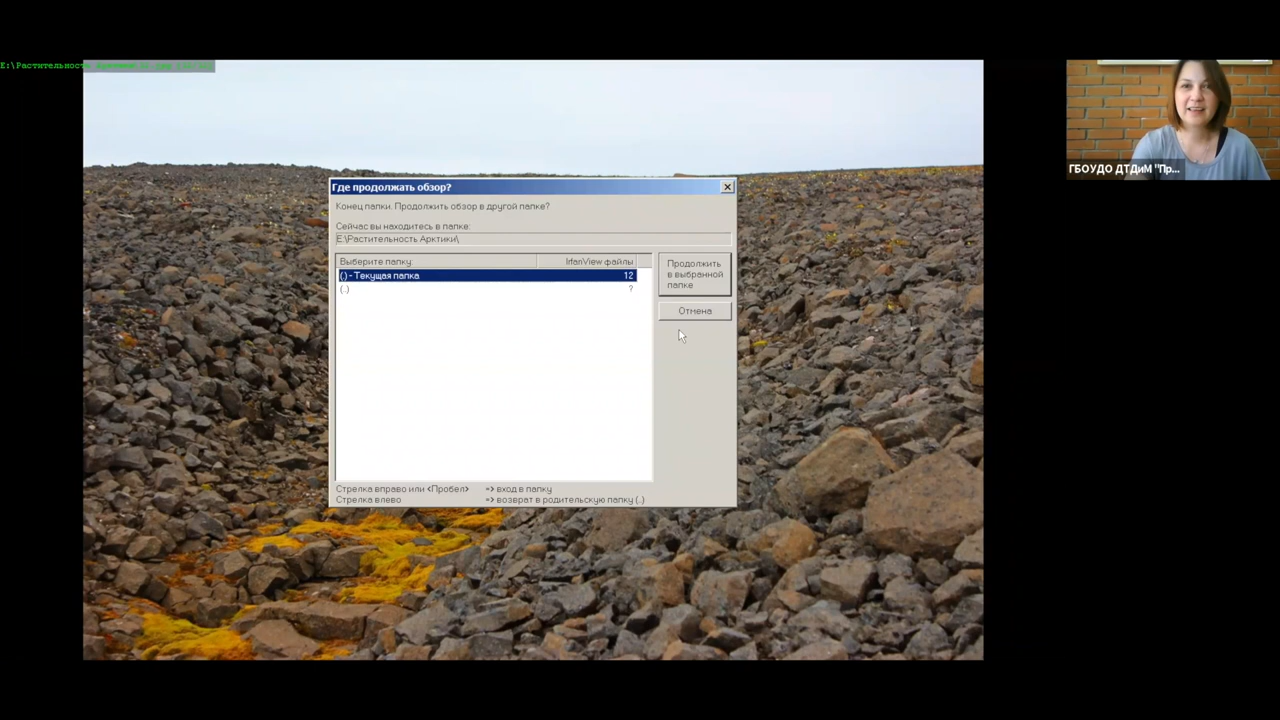 E:\Растительность Арктики\
ГБОУДО ДТДиМ "Пр...
Где продолжать обзор?
Конец папки. Продолжить обзор в другой папке?
Сейчас вы находитесь в папке:
E:\Растительность Арктики\
Выберите папку: IrfanView файлы
(.) - Текущая папка 12
(..) ?
Продолжить
в выбранной
папке
Отмена
Стрелка вправо или <Пробел> => вход в папку
Стрелка влево => возврат в родительскую папку (..)